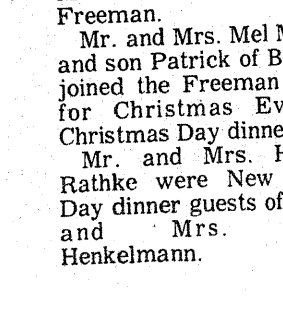 Freeman.
Mr. and Mrs. Mel
and son Patrick of B
joined the Freeman
for Christmas Ev
Christmas Day dinne
Mr. and Mrs. H
Rathke were New
Day dinner guests of
and Mrs.
Henkelmann.